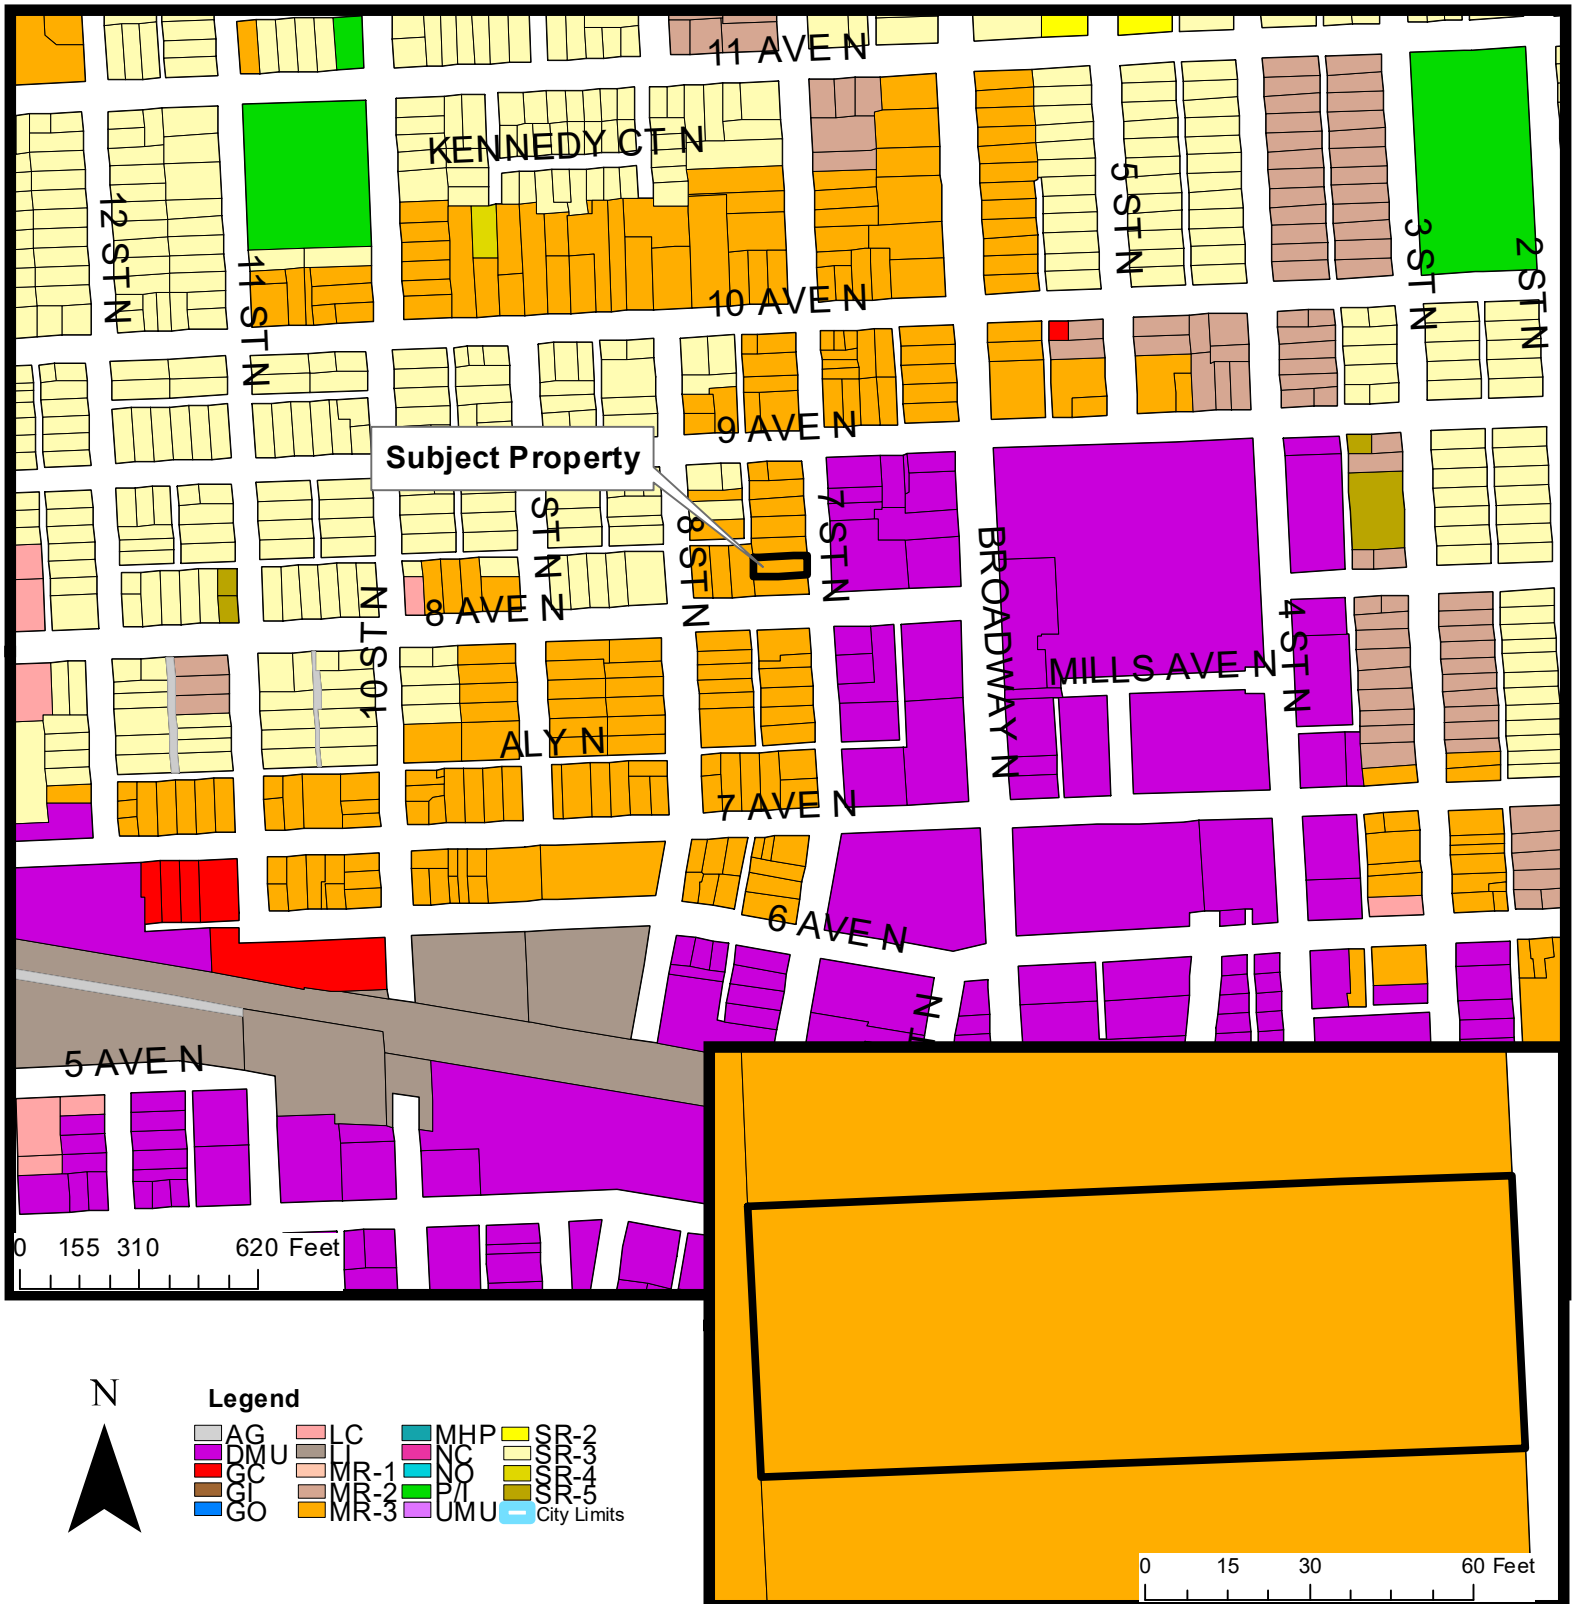 11 AVE N
KENNEDY CT N
12 ST N
11 ST N
5 ST N
3 ST N
2 ST N
10 AVE N
9 AVE N
Subject Property
ST N
8 ST N
7 ST N
BROADWAY N
10 ST N
8 AVE N
4 ST N
MILLS AVE N
ALY N
7 AVE N
6 AVE N
N
5 AVE N
0 155 310 620 Feet
N
Legend
AG
DMU
GC
GI
GO
LC
LI
MR-1
MR-2
MR-3
MHP
NC
NO
P/I
UMU
SR-2
SR-3
SR-4
SR-5
City Limits
0 15 30 60 Feet